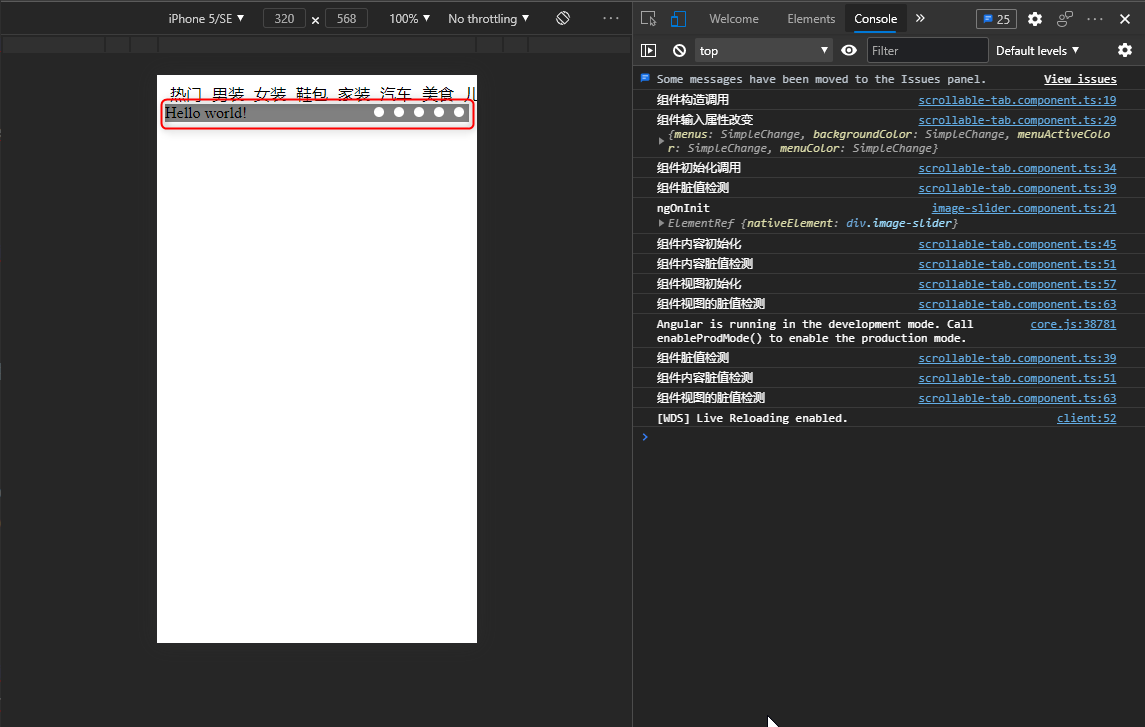 iPhone 5/SE 320 × 568 100% No throttling
Welcome Elements Console 25
top Filter Default levels
热门 男装 女装 鞋包 家装 汽车 美食
Hello world!
Some messages have been moved to the Issues panel. View issues
组件构造调用 scrollable-tab.component.ts:19
组件输入属性改变 scrollable-tab.component.ts:29
{menus: SimpleChange, backgroundColor: SimpleChange, menuActiveColo
r: SimpleChange, menuColor: SimpleChange}
组件初始化调用 scrollable-tab.component.ts:34
组件脏值检测 scrollable-tab.component.ts:39
ngOnInit image-slider.component.ts:21
ElementRef {nativeElement: div.image-slider}
组件内容初始化 scrollable-tab.component.ts:45
组件内容脏值检测 scrollable-tab.component.ts:51
组件视图初始化 scrollable-tab.component.ts:57
组件视图的脏值检测 scrollable-tab.component.ts:63
Angular is running in the development mode. Call core.js:38781
enableProdMode() to enable the production mode.
组件脏值检测 scrollable-tab.component.ts:39
组件内容脏值检测 scrollable-tab.component.ts:51
组件视图的脏值检测 scrollable-tab.component.ts:63
[WDS] Live Reloading enabled. client:52